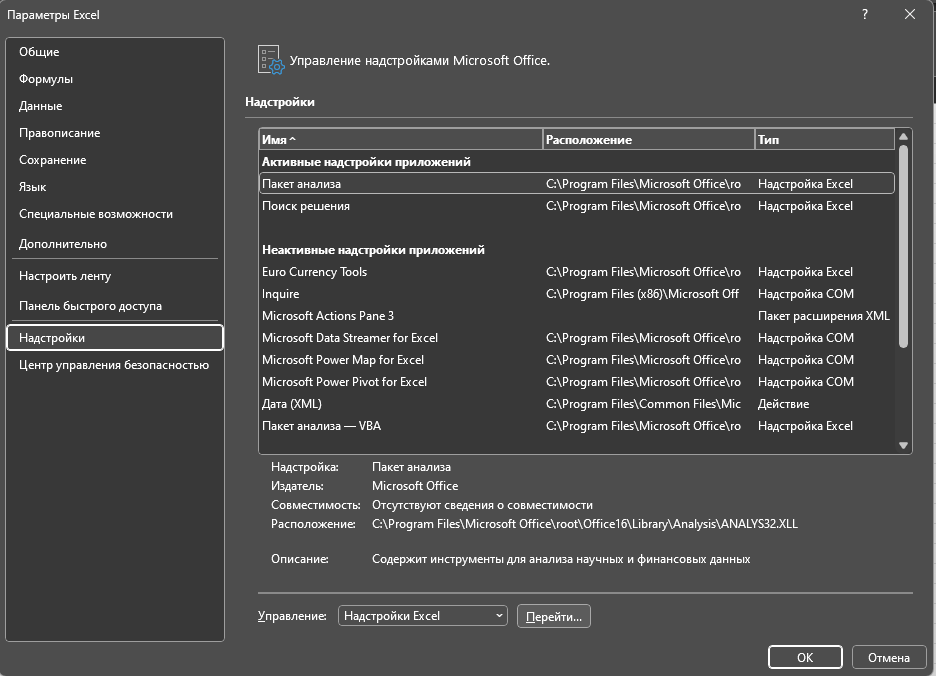 Параметры Excel ?
Общие
Формулы
Данные
Правописание
Сохранение
Язык
Специальные возможности
Дополнительно
Настроить ленту
Панель быстрого доступа
Надстройки
Центр управления безопасностью
Управление надстройками Microsoft Office.
Надстройки
Имя Расположение Тип
Активные надстройки приложений
Пакет анализа C:\Program Files\Microsoft Office\ro Надстройка Excel
Поиск решения C:\Program Files\Microsoft Office\ro Надстройка Excel
Неактивные надстройки приложений
Euro Currency Tools C:\Program Files\Microsoft Office\ro Надстройка Excel
Inquire C:\Program Files (x86)\Microsoft Off Надстройка COM
Microsoft Actions Pane 3 Пакет расширения XML
Microsoft Data Streamer for Excel C:\Program Files\Microsoft Office\ro Надстройка COM
Microsoft Power Map for Excel C:\Program Files\Microsoft Office\ro Надстройка COM
Microsoft Power Pivot for Excel C:\Program Files\Microsoft Office\ro Надстройка COM
Дата (XML) C:\Program Files\Common Files\Mic Действие
Пакет анализа — VBA C:\Program Files\Microsoft Office\ro Надстройка Excel
Надстройка: Пакет анализа
Издатель: Microsoft Office
Совместимость: Отсутствуют сведения о совместимости
Расположение: C:\Program Files\Microsoft Office\root\Office16\Library\Analysis\ANALYS32.XLL
Описание: Содержит инструменты для анализа научных и финансовых данных
Управление: Надстройки Excel Перейти...
ОК Отмена